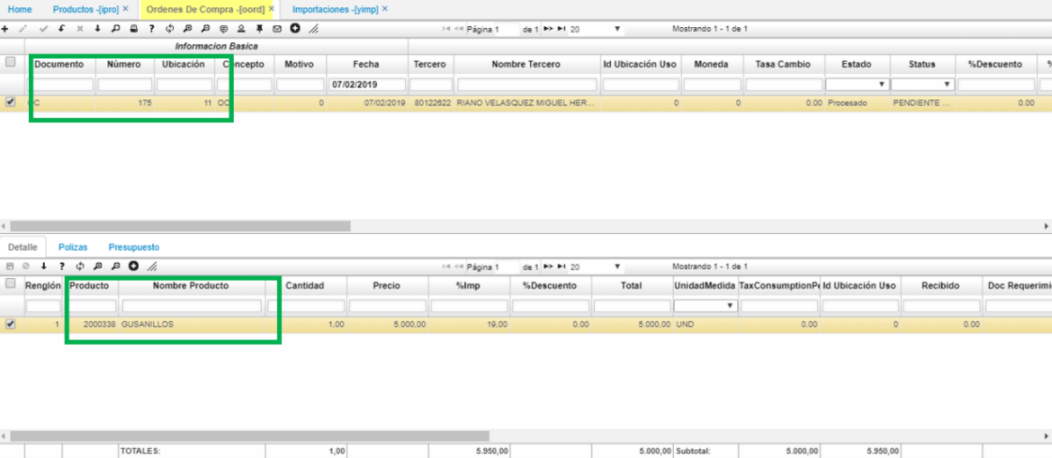 Home Productos -[ipro] × Ordenes De Compra -[oord] × Importaciones -[yimp] ×
Página 1 de 1 20 Mostrando 1 - 1 de 1
Informacion Basica
Documento Número Ubicación Concepto Motivo Fecha Tercero Nombre Tercero Id Ubicación Uso Moneda Tasa Cambio Estado Status %Descuento %
07/02/2019
OC 175 11 OC 0 07/02/2019 80122622 RIANO VELASQUEZ MIGUEL HER... 0 0 0.00 Procesado PENDIENTE ... 0.00
Detalle Polizas Presupuesto
Página 1 de 1 20 Mostrando 1 - 1 de 1
Renglón Producto Nombre Producto Cantidad Precio %Imp %Descuento Total UnidadMedida TaxConsumptionPe Id Ubicación Uso Recibido Doc Requerimi
1 2000338 GUSANILLOS 1,00 5.000,00 19,00 0.00 5.000,00 UND 0.00 0 0.00
TOTALES: 1,00 5.950,00 5.000,00 Subtotal: 5.000,00 5.950,00